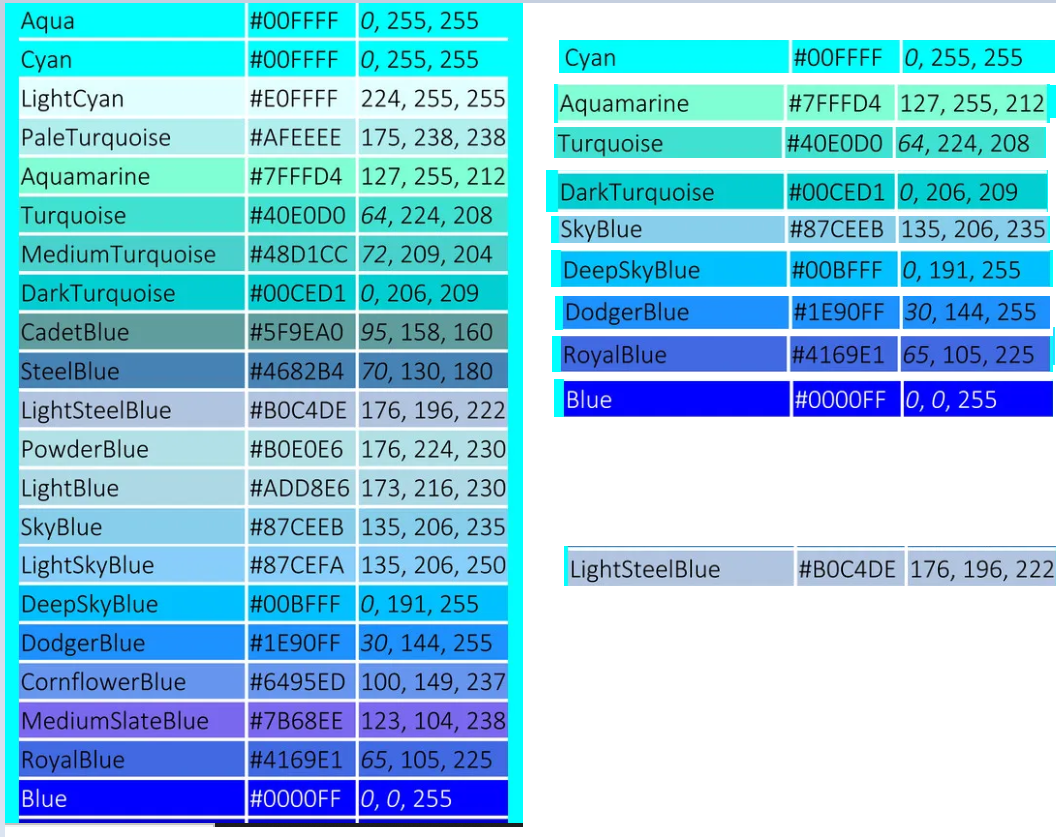 Aqua #00FFFF 0, 255, 255
Cyan #00FFFF 0, 255, 255
LightCyan #E0FFFF 224, 255, 255
PaleTurquoise #AFEEEE 175, 238, 238
Aquamarine #7FFFD4 127, 255, 212
Turquoise #40E0D0 64, 224, 208
MediumTurquoise #48D1CC 72, 209, 204
DarkTurquoise #00CED1 0, 206, 209
CadetBlue #5F9EA0 95, 158, 160
SteelBlue #4682B4 70, 130, 180
LightSteelBlue #B0C4DE 176, 196, 222
PowderBlue #B0E0E6 176, 224, 230
LightBlue #ADD8E6 173, 216, 230
SkyBlue #87CEEB 135, 206, 235
LightSkyBlue #87CEFA 135, 206, 250
DeepSkyBlue #00BFFF 0, 191, 255
DodgerBlue #1E90FF 30, 144, 255
CornflowerBlue #6495ED 100, 149, 237
MediumSlateBlue #7B68EE 123, 104, 238
RoyalBlue #4169E1 65, 105, 225
Blue #0000FF 0, 0, 255
Cyan #00FFFF 0, 255, 255
Aquamarine #7FFFD4 127, 255, 212
Turquoise #40E0D0 64, 224, 208
DarkTurquoise #00CED1 0, 206, 209
SkyBlue #87CEEB 135, 206, 235
DeepSkyBlue #00BFFF 0, 191, 255
DodgerBlue #1E90FF 30, 144, 255
RoyalBlue #4169E1 65, 105, 225
Blue #0000FF 0, 0, 255
LightSteelBlue #B0C4DE 176, 196, 222